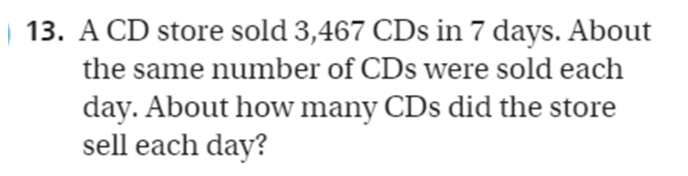 13. A CD store sold 3,467 CDs in 7 days. About
the same number of CDs were sold each
day. About how many CDs did the store
sell each day?